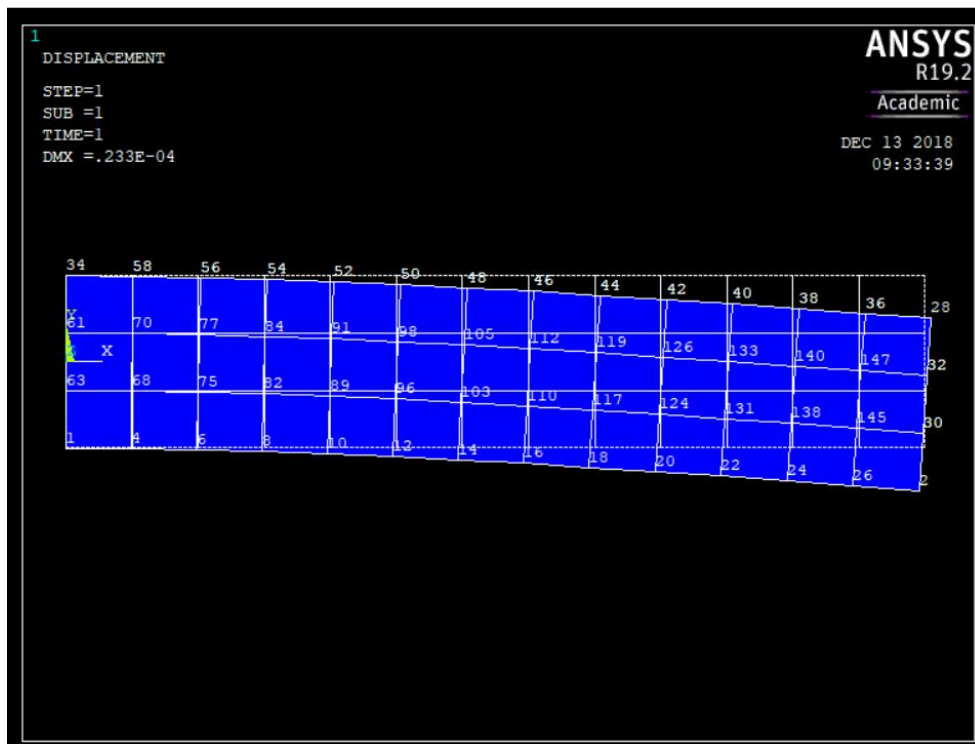 1
DISPLACEMENT
STEP=1
SUB =1
TIME=1
DMX =.233E-04
ANSYS
R19.2
Academic
DEC 13 2018
09:33:39
34 58 56 54 52 50 48 46 44 42 40 38 36 28
Y
61 70 77 84 91 98 105 112 119 126 133 140 147 32
X
63 68 75 82 89 96 103 110 117 124 131 138 145 30
1 4 6 8 10 12 14 16 18 20 22 24 26 2